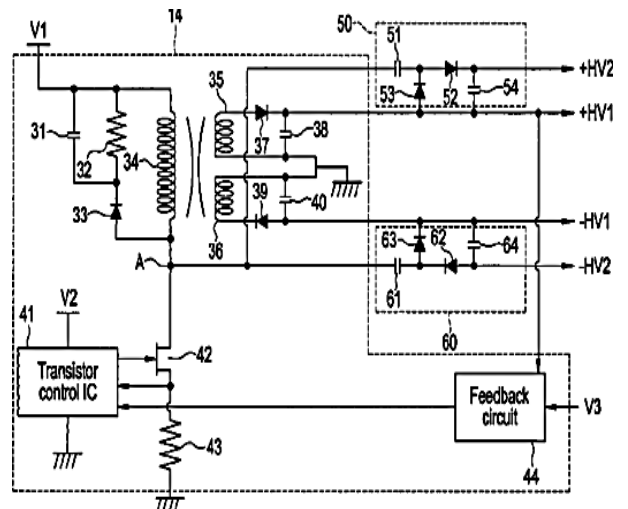 14
50
51
V1
+HV2
35
53
52
54
+HV1
31
32
34
37
38
39
40
33
-HV1
36
63
62
64
A
-HV2
61
V2
60
41
42
Transistor
control IC
Feedback
circuit
V3
43
44